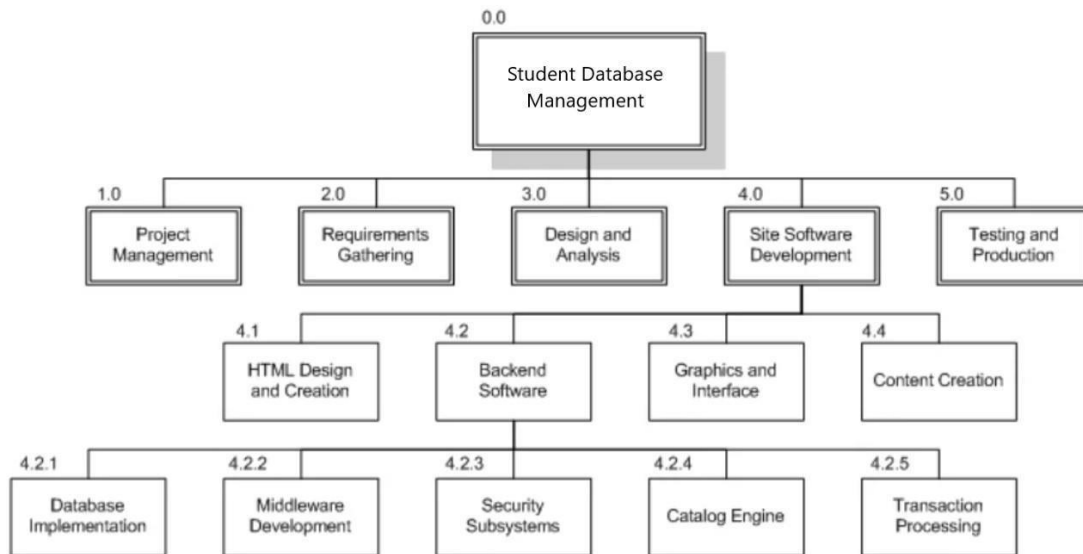 0.0
Student Database
Management
1.0
Project
Management
2.0
Requirements
Gathering
3.0
Design and
Analysis
4.0
Site Software
Development
5.0
Testing and
Production
4.1
HTML Design
and Creation
4.2
Backend
Software
4.3
Graphics and
Interface
4.4
Content Creation
4.2.1
Database
Implementation
4.2.2
Middleware
Development
4.2.3
Security
Subsystems
4.2.4
Catalog Engine
4.2.5
Transaction
Processing